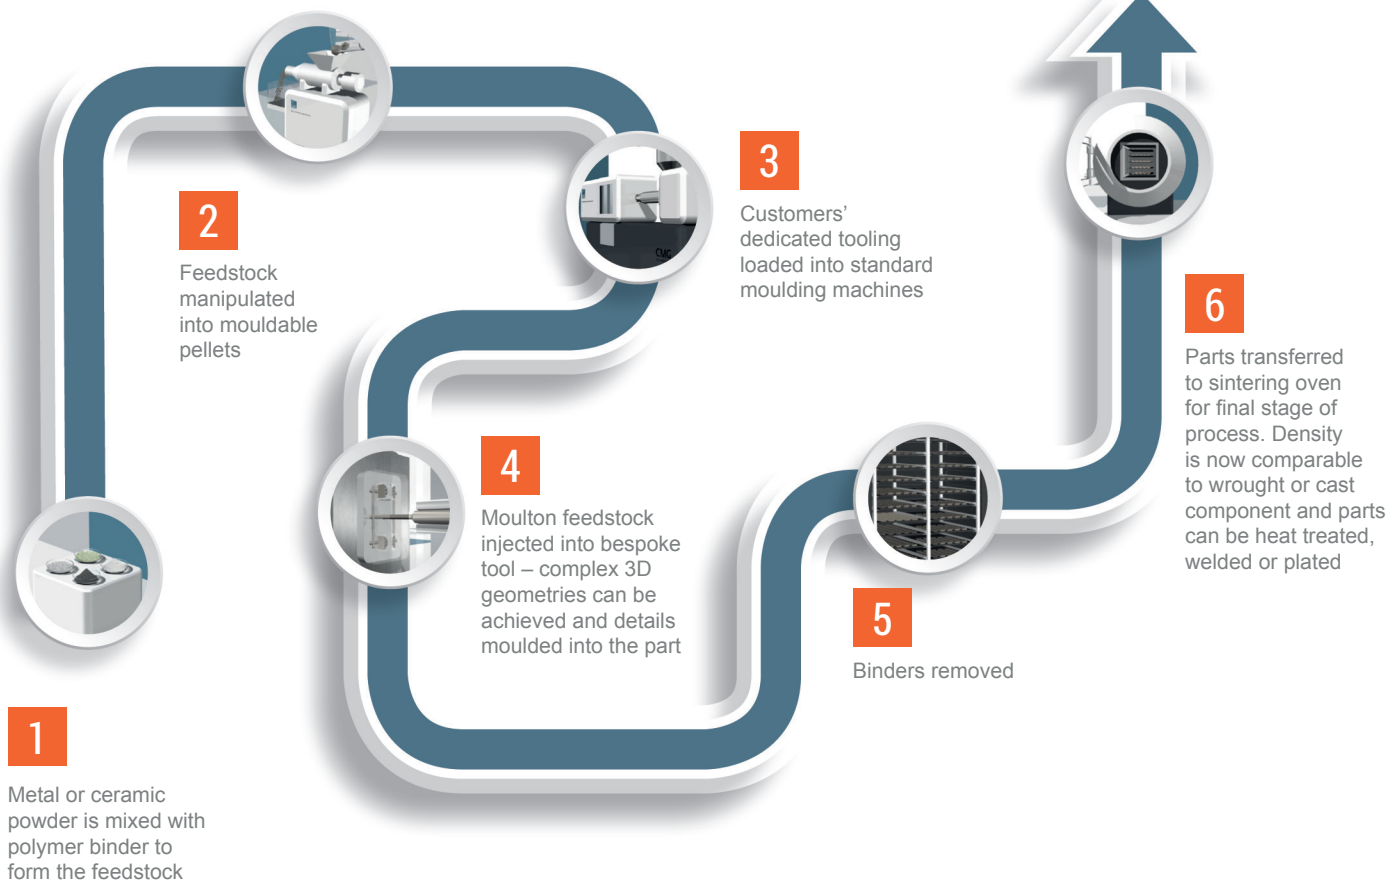 1
Metal or ceramic
powder is mixed with
polymer binder to
form the feedstock
2
Feedstock
manipulated
into mouldable
pellets
3
Customers’
dedicated tooling
loaded into standard
moulding machines
CMG
4
Moulton feedstock
injected into bespoke
tool – complex 3D
geometries can be
achieved and details
moulded into the part
5
Binders removed
6
Parts transferred
to sintering oven
for final stage of
process. Density
is now comparable
to wrought or cast
component and parts
can be heat treated,
welded or plated